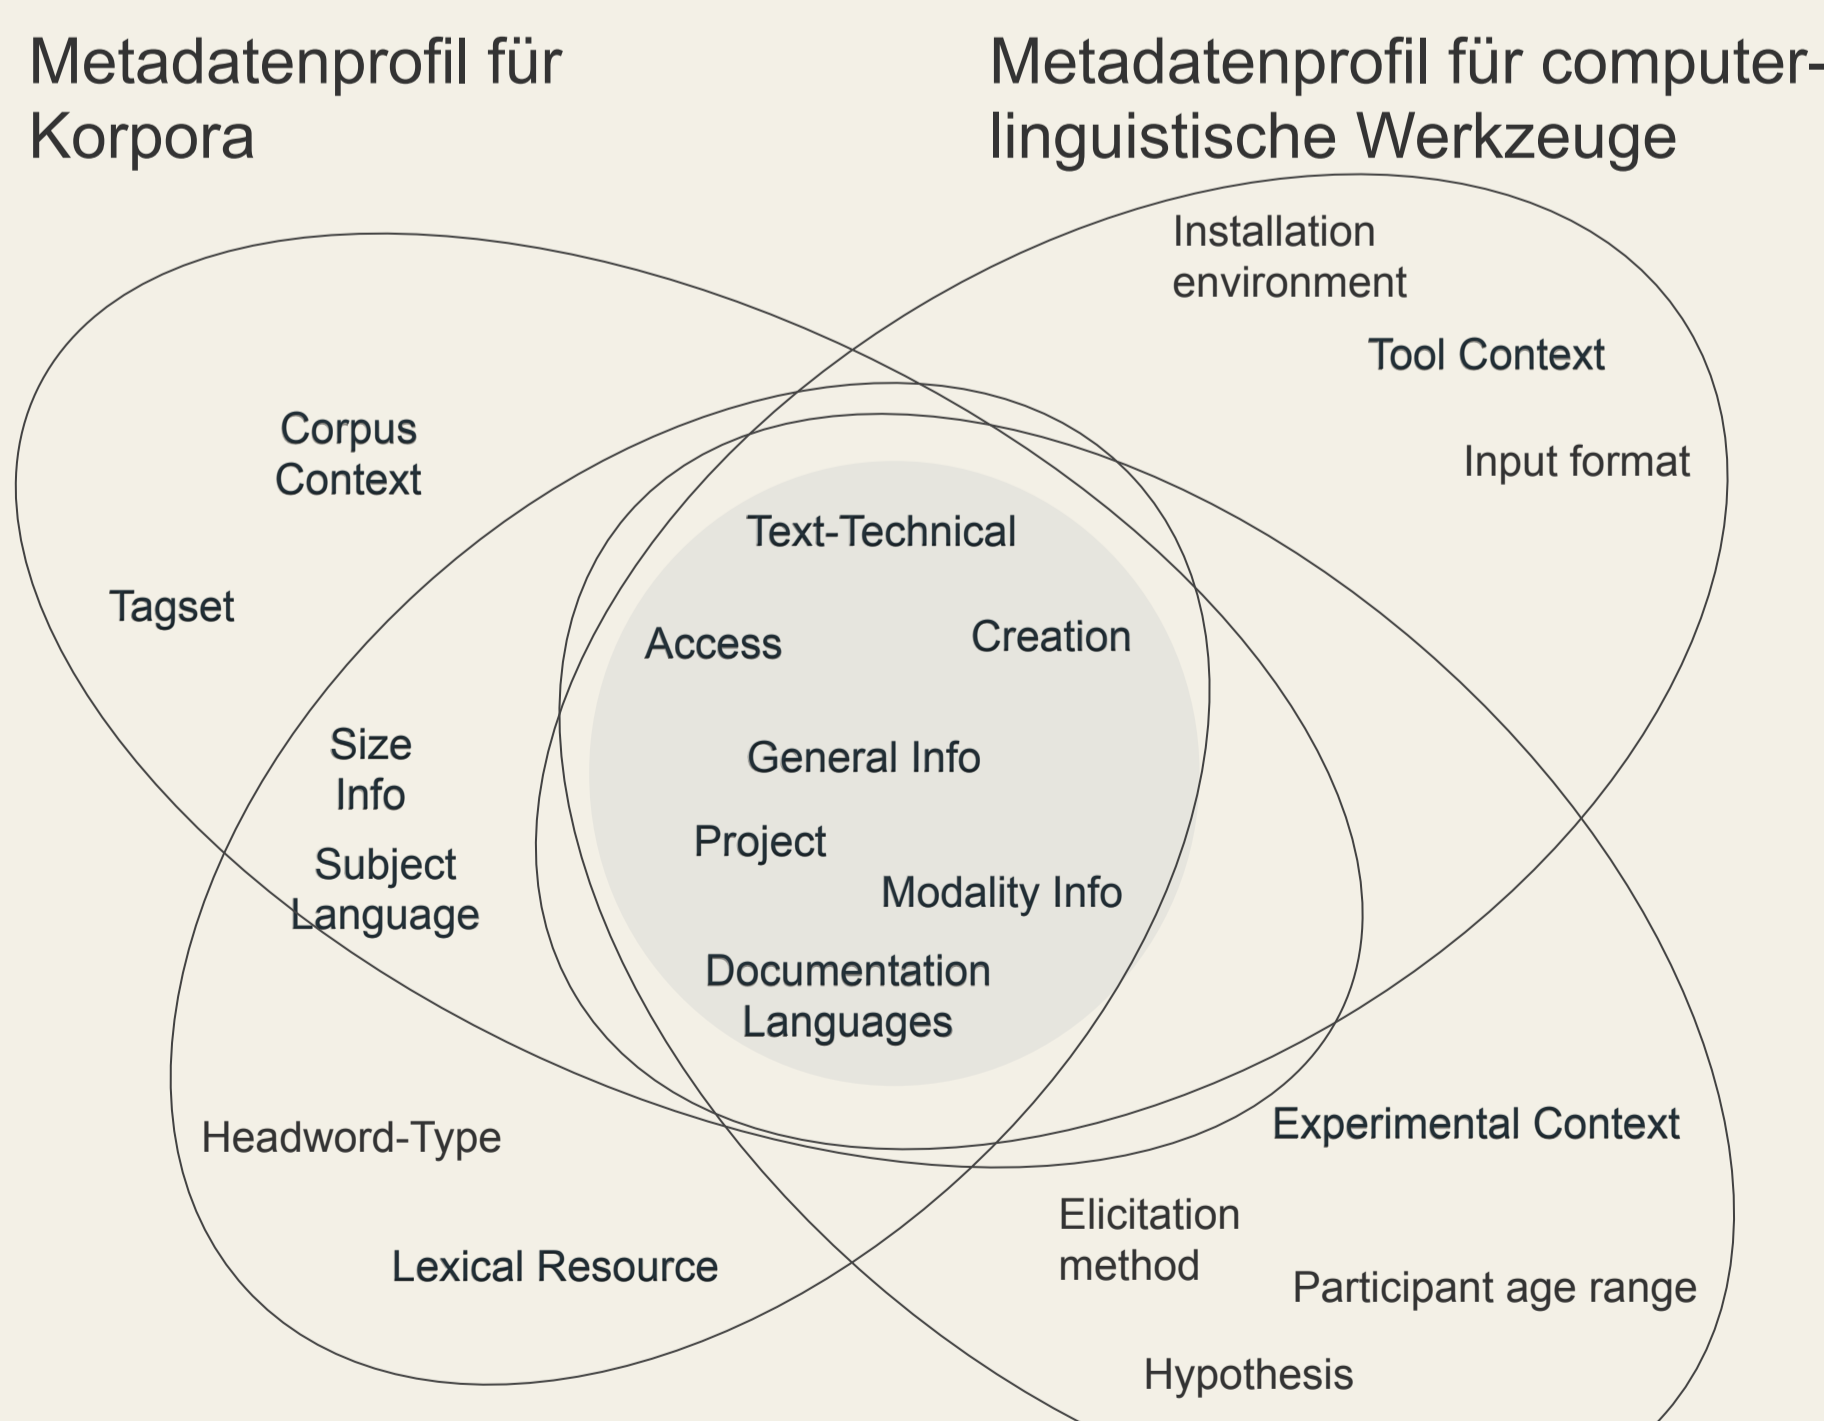 Metadatenprofil für
Korpora
Metadatenprofil für computer-
linguistische Werkzeuge
Installation
environment
Tool Context
Input format
Corpus
Context
Tagset
Text-Technical
Access
Creation
General Info
Project
Modality Info
Documentation
Languages
Size
Info
Subject
Language
Headword-Type
Lexical Resource
Experimental Context
Elicitation
method
Participant age range
Hypothesis